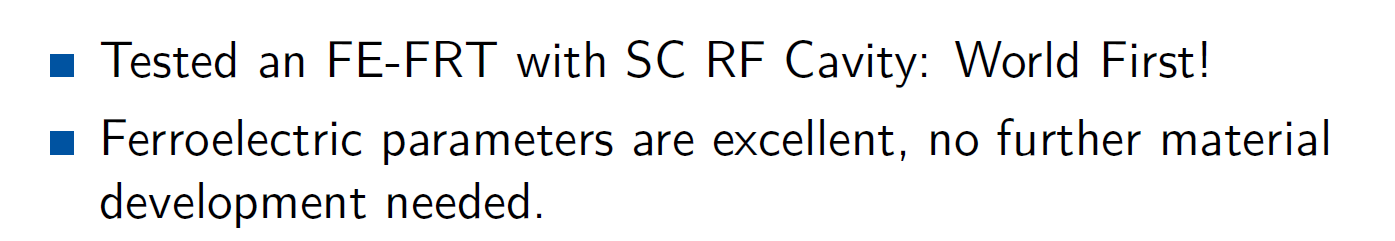 Tested an FE-FRT with SC RF Cavity: World First!
Ferroelectric parameters are excellent, no further material
development needed.